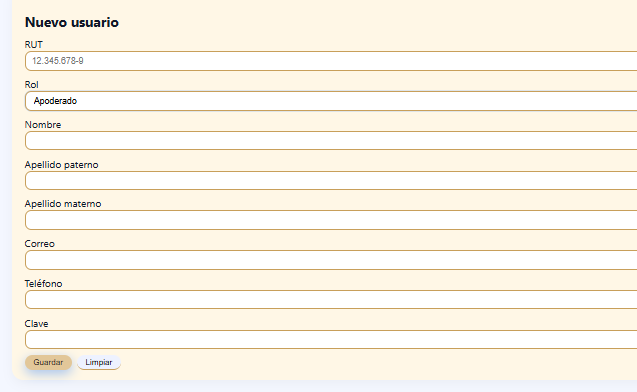 Nuevo usuario
RUT
12.345.678-9
Rol
Apoderado
Nombre
Apellido paterno
Apellido materno
Correo
Teléfono
Clave
Guardar Limpiar